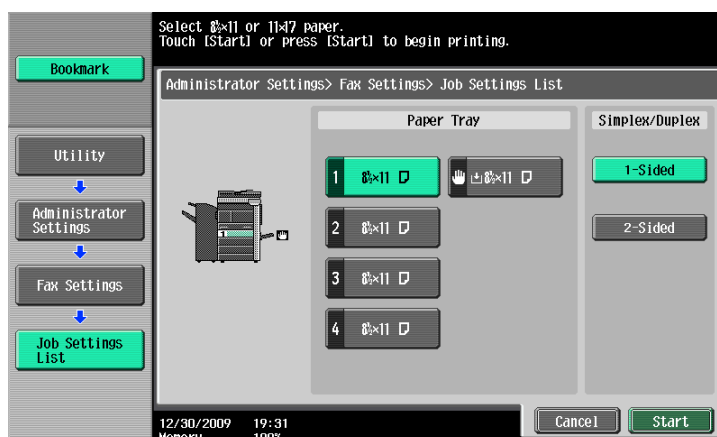 Select 8½×11 or 11×17 paper.
Touch [Start] or press [Start] to begin printing.
Bookmark
Administrator Settings> Fax Settings> Job Settings List
Utility
Administrator
Settings
Fax Settings
Job Settings
List
Paper Tray
1 8½×11
8½×11
2 8½×11
3 8½×11
4 8½×11
1
Simplex/Duplex
1-Sided
2-Sided
12/30/2009 19:31
Memory 100%
Cancel
Start